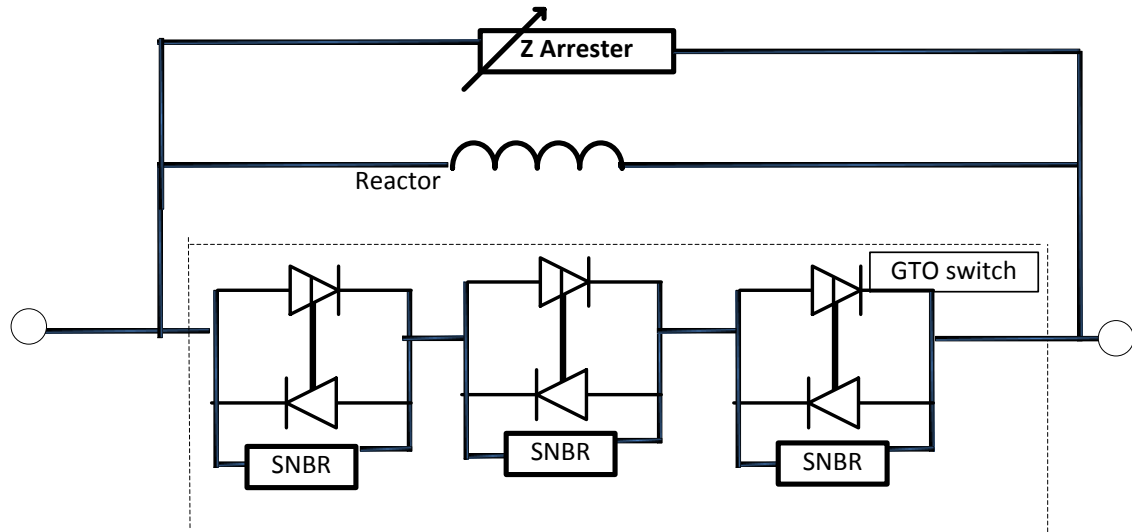 Z Arrester
Reactor
GTO switch
SNBR
SNBR
SNBR